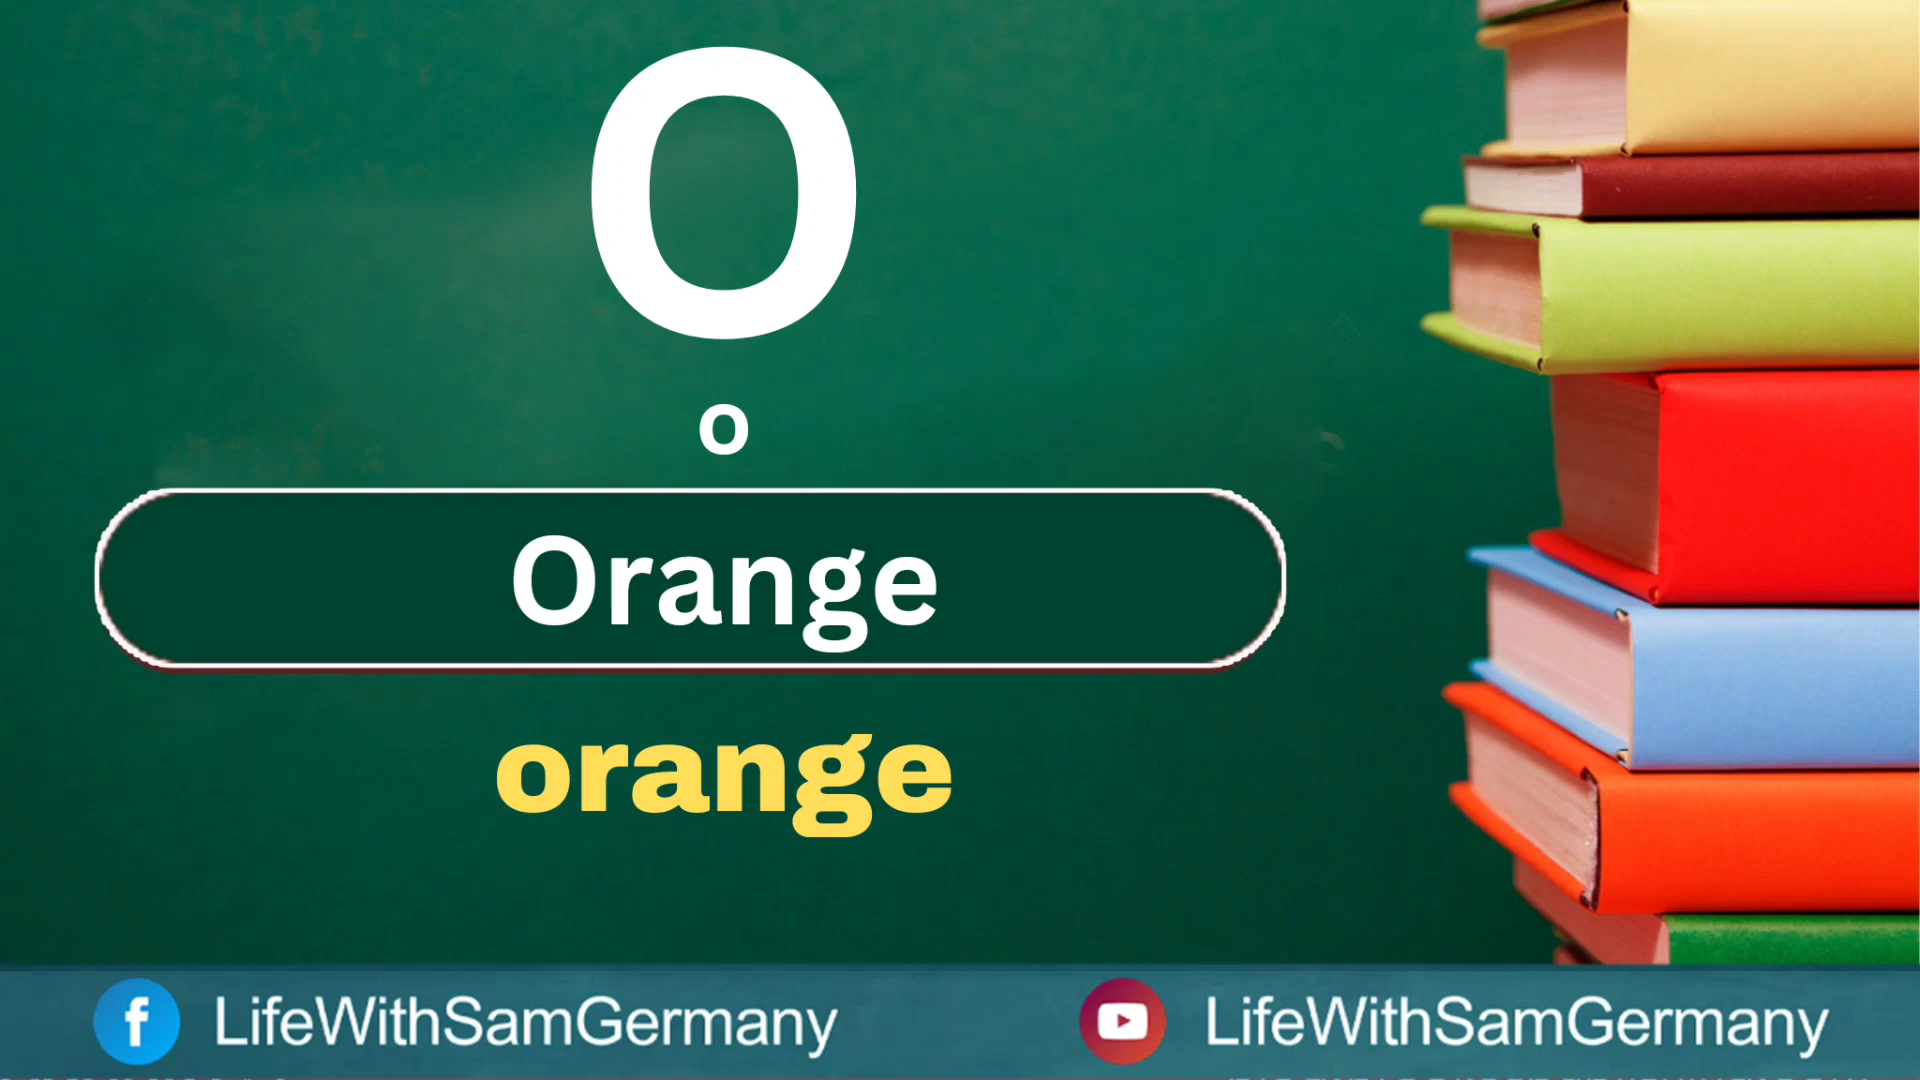 O
o
Orange
orange
LifeWithSamGermany
LifeWithSamGermany